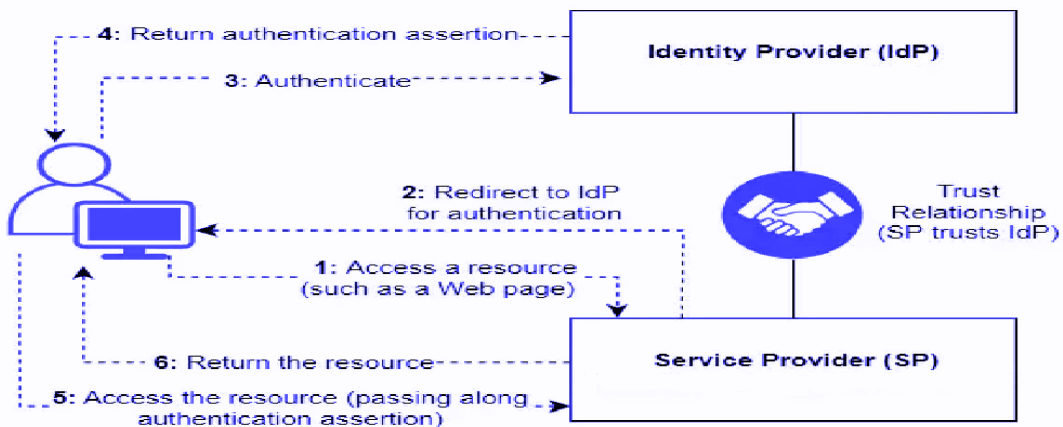 4: Return authentication assertion
Identity Provider (IdP)
3: Authenticate
2: Redirect to IdP
for authentication
Trust
Relationship
(SP trusts IdP)
1: Access a resource
(such as a Web page)
6: Return the resource
Service Provider (SP)
5: Access the resource (passing along
authentication assertion)